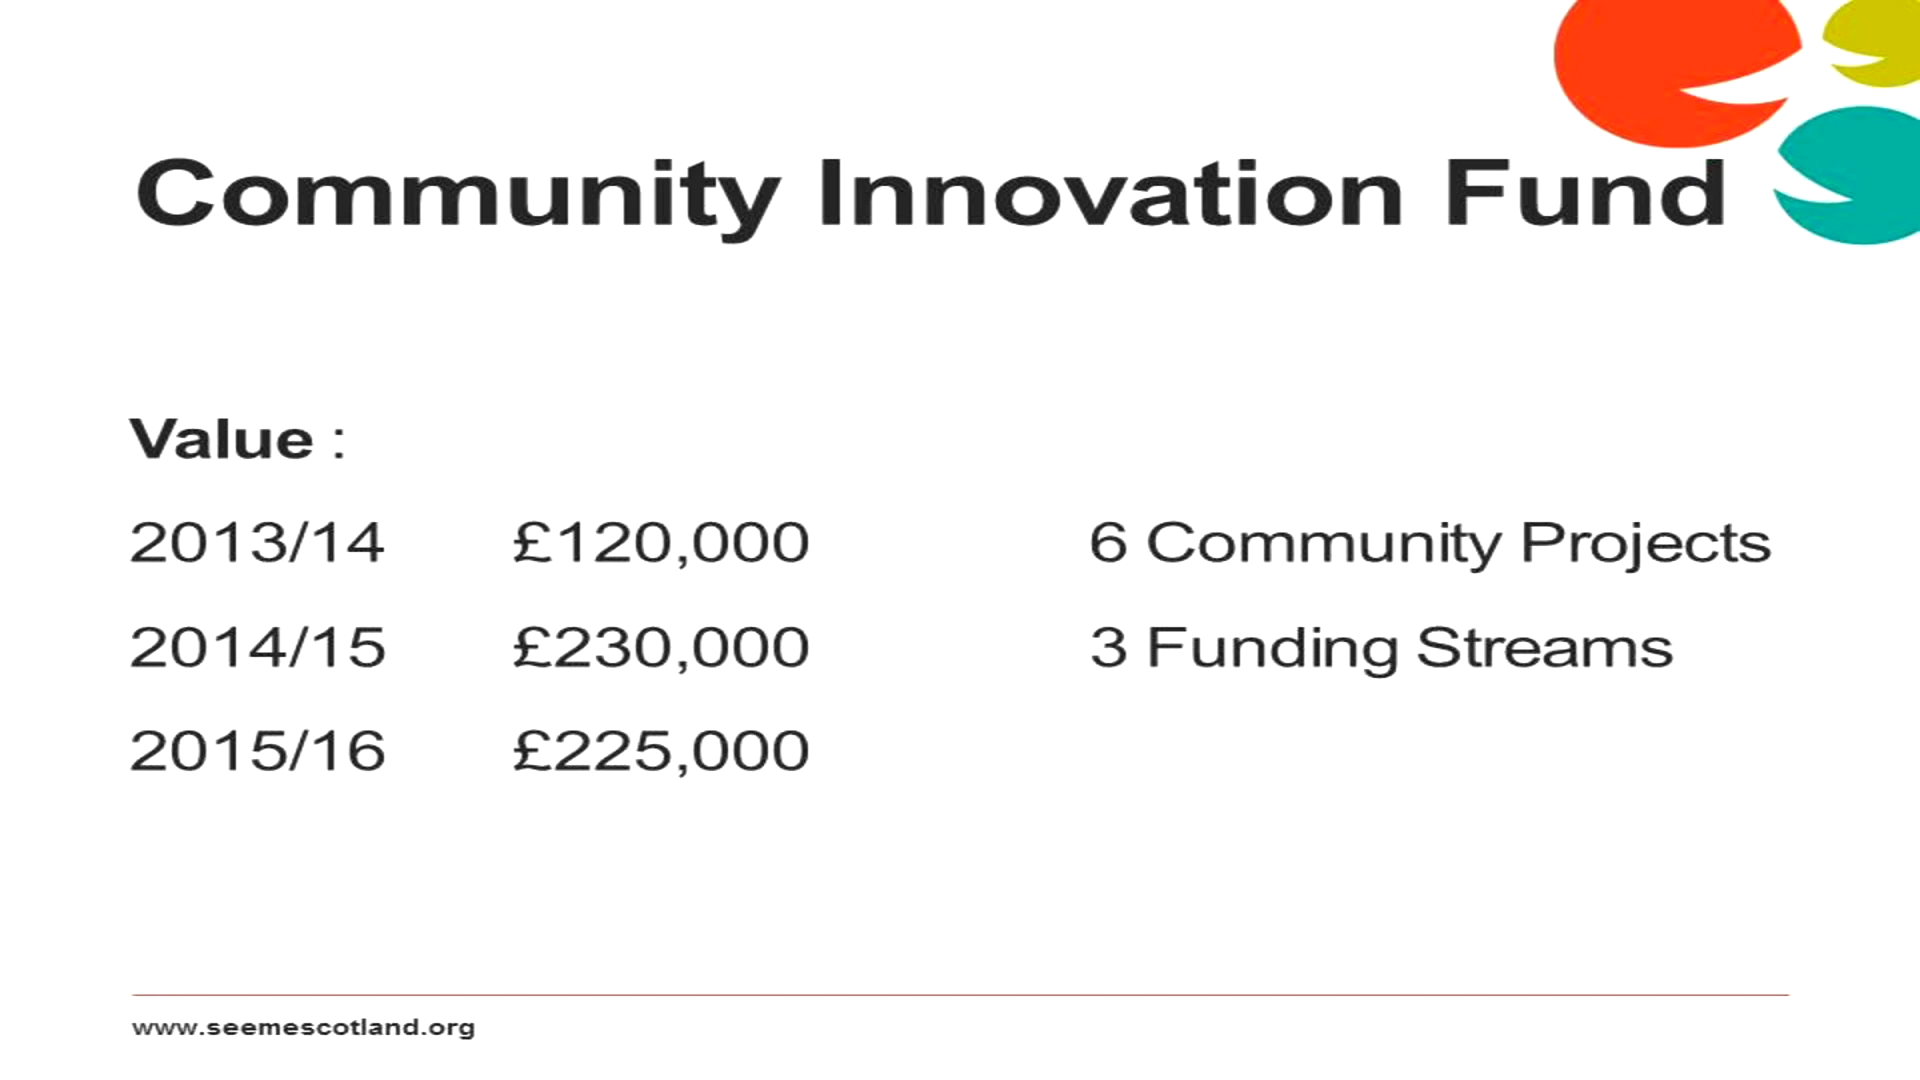 Community Innovation Fund
Value :
2013/14 £120,000 6 Community Projects
2014/15 £230,000 3 Funding Streams
2015/16 £225,000
www.seemescotland.org